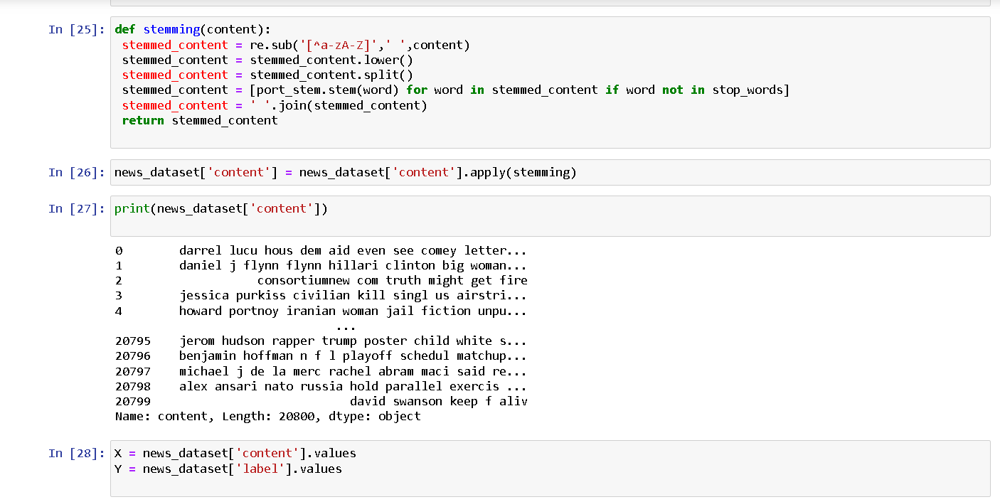 In [25]: def stemming(content):
 stemmed_content = re.sub('[^a-zA-Z]',' ',content)
 stemmed_content = stemmed_content.lower()
 stemmed_content = stemmed_content.split()
 stemmed_content = [port_stem.stem(word) for word in stemmed_content if word not in stop_words]
 stemmed_content = ' '.join(stemmed_content)
 return stemmed_content
In [26]: news_dataset['content'] = news_dataset['content'].apply(stemming)
In [27]: print(news_dataset['content'])
0        darrel lucu hous dem aid even see comey letter...
1        daniel j flynn flynn hillari clinton big woman...
2                   consortiumnew com truth might get fire
3        jessica purkiss civilian kill singl us airstri...
4        howard portnoy iranian woman jail fiction unpu...
                               ...
20795    jerom hudson rapper trump poster child white s...
20796    benjamin hoffman n f l playoff schedul matchup...
20797    michael j de la merc rachel abram maci said re...
20798    alex ansari nato russia hold parallel exercis ...
20799                            david swanson keep f aliv
Name: content, Length: 20800, dtype: object
In [28]: X = news_dataset['content'].values
Y = news_dataset['label'].values